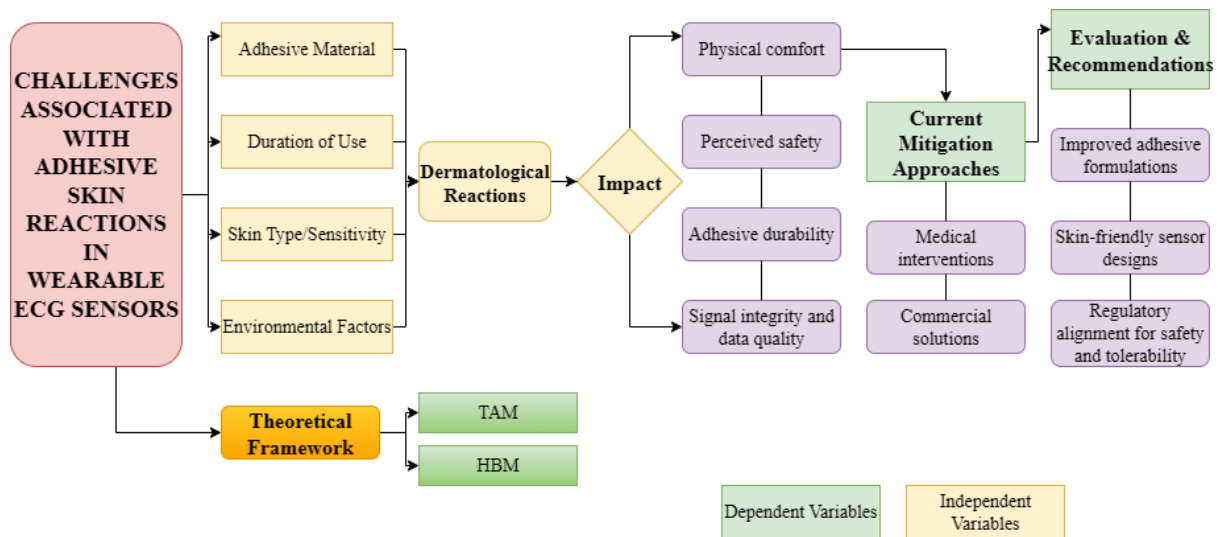 CHALLENGES
ASSOCIATED
WITH
ADHESIVE
SKIN
REACTIONS
IN
WEARABLE
ECG SENSORS
Adhesive Material
Duration of Use
Skin Type/Sensitivity
Environmental Factors
Dermatological
Reactions
Impact
Physical comfort
Perceived safety
Adhesive durability
Signal integrity and
data quality
Current
Mitigation
Approaches
Medical
interventions
Commercial
solutions
Evaluation &
Recommendations
Improved adhesive
formulations
Skin-friendly sensor
designs
Regulatory
alignment for safety
and tolerability
Theoretical
Framework
TAM
HBM
Dependent Variables
Independent
Variables